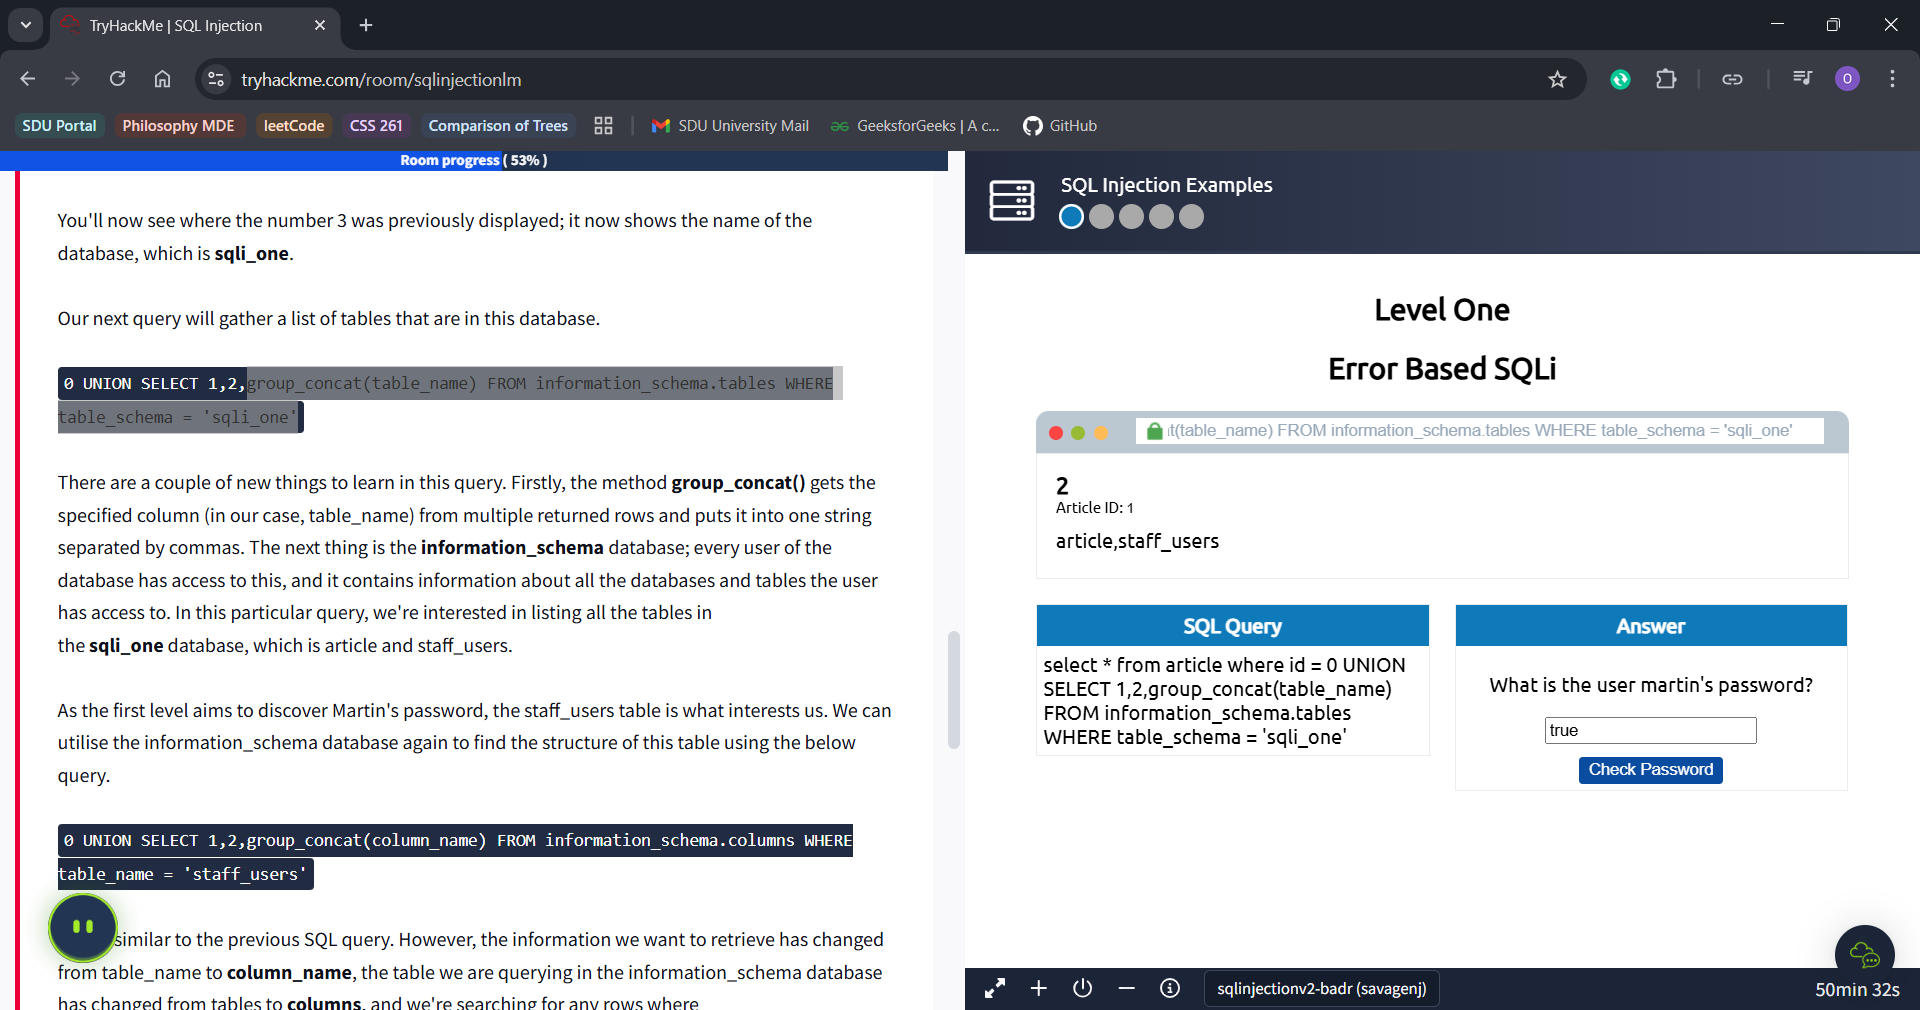 TryHackMe | SQL Injection
tryhackme.com/room/sqlinjectionlm
O
SDU Portal
Philosophy MDE
leetCode
CSS 261
Comparison of Trees
SDU University Mail
GeeksforGeeks | A c...
GitHub
Room progress ( 53% )
You'll now see where the number 3 was previously displayed; it now shows the name of the
database, which is sqli_one.
Our next query will gather a list of tables that are in this database.
0 UNION SELECT 1,2,group_concat(table_name) FROM information_schema.tables WHERE
table_schema = 'sqli_one'
There are a couple of new things to learn in this query. Firstly, the method group_concat() gets the
specified column (in our case, table_name) from multiple returned rows and puts it into one string
separated by commas. The next thing is the information_schema database; every user of the
database has access to this, and it contains information about all the databases and tables the user
has access to. In this particular query, we're interested in listing all the tables in
the sqli_one database, which is article and staff_users.
As the first level aims to discover Martin's password, the staff_users table is what interests us. We can
utilise the information_schema database again to find the structure of this table using the below
query.
0 UNION SELECT 1,2,group_concat(column_name) FROM information_schema.columns WHERE
table_name = 'staff_users'
similar to the previous SQL query. However, the information we want to retrieve has changed
from table_name to column_name, the table we are querying in the information_schema database
has changed from tables to columns, and we're searching for any rows where
SQL Injection Examples
Level One
Error Based SQLi
t(table_name) FROM information_schema.tables WHERE table_schema = 'sqli_one'
2
Article ID: 1
article,staff_users
SQL Query
select * from article where id = 0 UNION
SELECT 1,2,group_concat(table_name)
FROM information_schema.tables
WHERE table_schema = 'sqli_one'
Answer
What is the user martin's password?
true
Check Password
sqlinjectionv2-badr (savagenj)
50min 32s